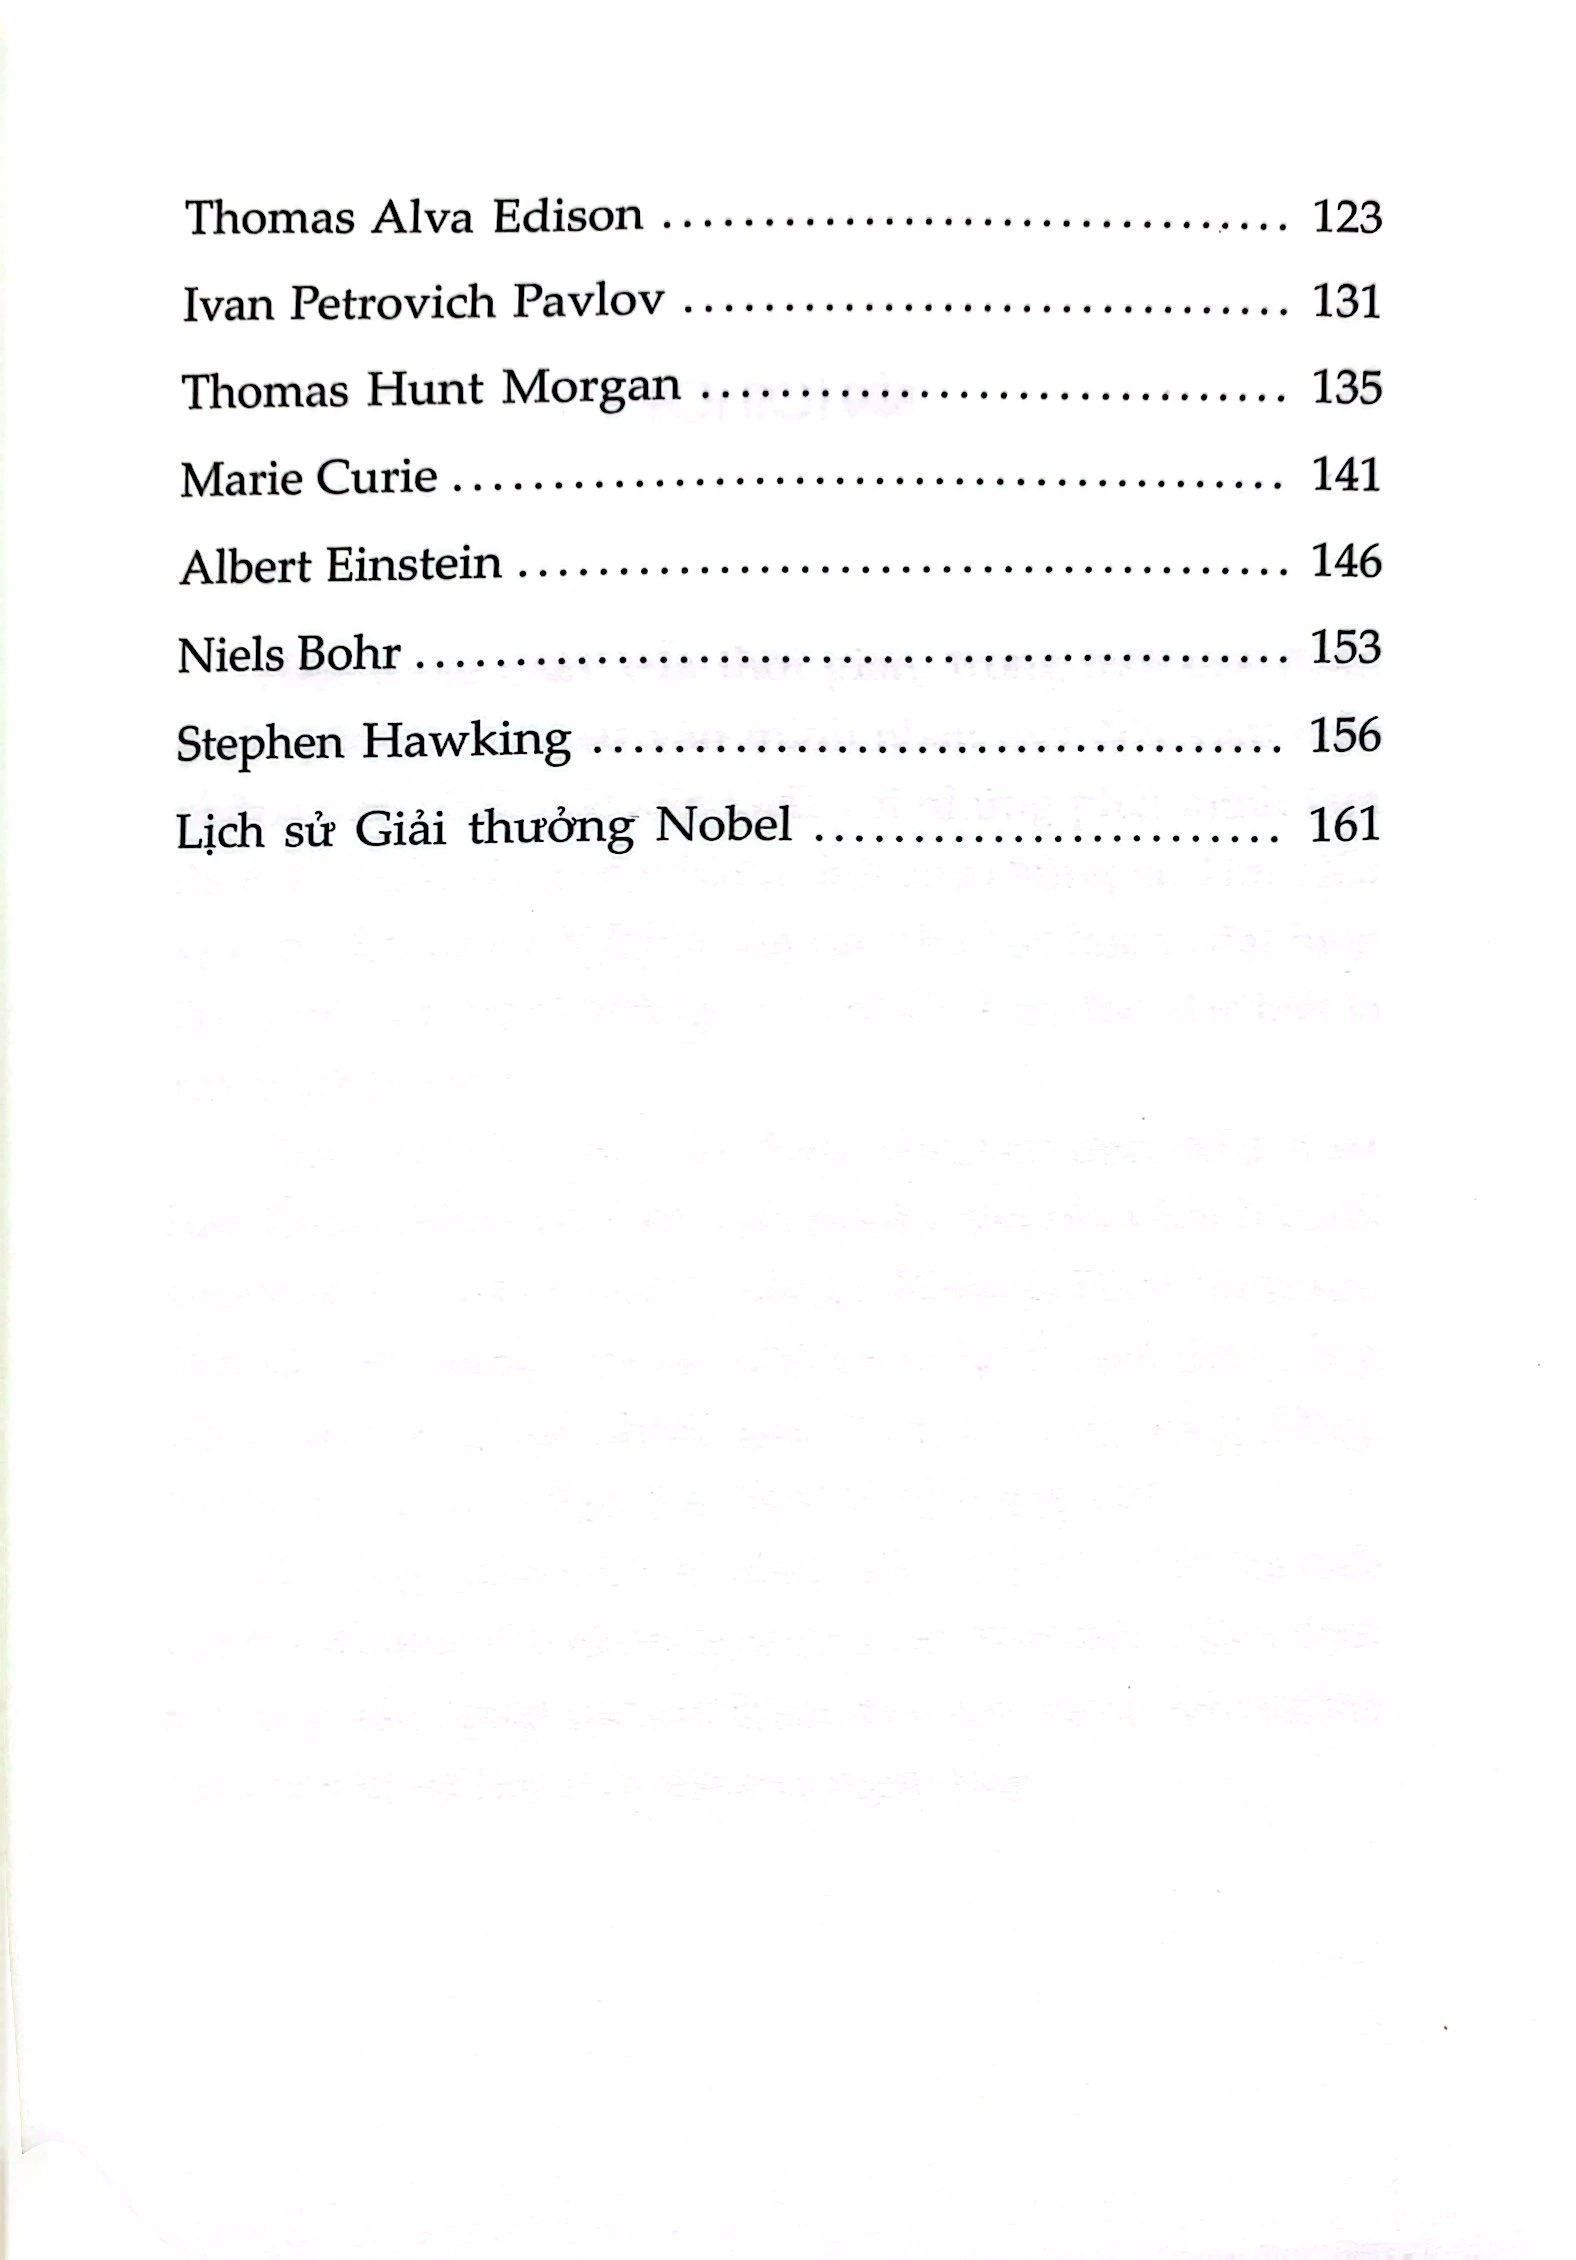 Thomas Alva Edison ................................ 123
Ivan Petrovich Pavlov ............................... 131
Thomas Hunt Morgan .............................. 135
Marie Curie .......................................... 141
Albert Einstein ....................................... 146
Niels Bohr ............................................ 153
Stephen Hawking ................................... 156
Lịch sử Giải thưởng Nobel ........................ 161